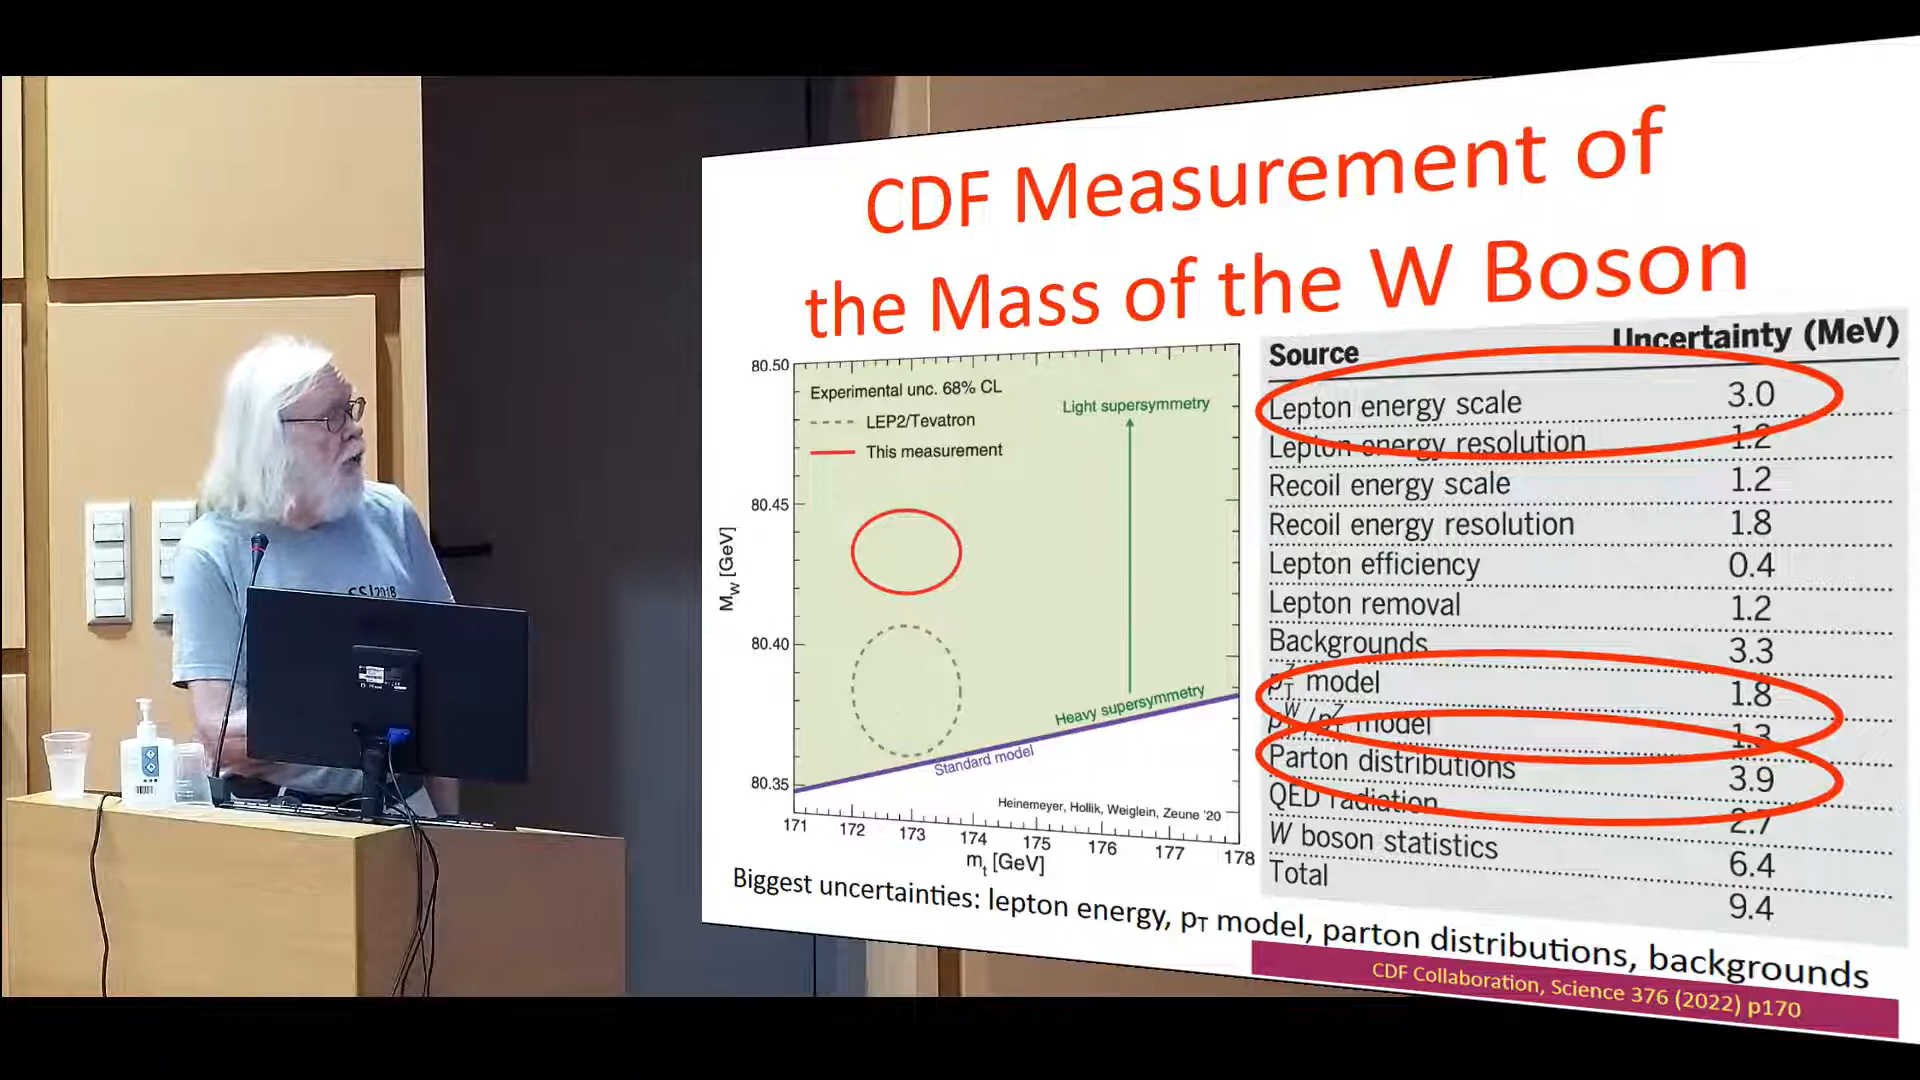 CDF Measurement of
the Mass of the W Boson
80.50
80.45
80.40
80.35
M_W [GeV]
Experimental unc. 68% CL
LEP2/Tevatron
This measurement
Light supersymmetry
Heavy supersymmetry
Standard model
Heinemeyer, Hollik, Weiglein, Zeune '20
171 172 173 174 175 176 177 178
m_t [GeV]
Source Uncertainty (MeV)
Lepton energy scale 3.0
Lepton energy resolution 1.2
Recoil energy scale 1.2
Recoil energy resolution 1.8
Lepton efficiency 0.4
Lepton removal 1.2
Backgrounds 3.3
p_T^Z model 1.8
p_T^W/p_T^Z model 1.3
Parton distributions 3.9
QED radiation 2.7
W boson statistics 6.4
Total 9.4
Biggest uncertainties: lepton energy, p_T model, parton distributions, backgrounds
CDF Collaboration, Science 376 (2022) p170